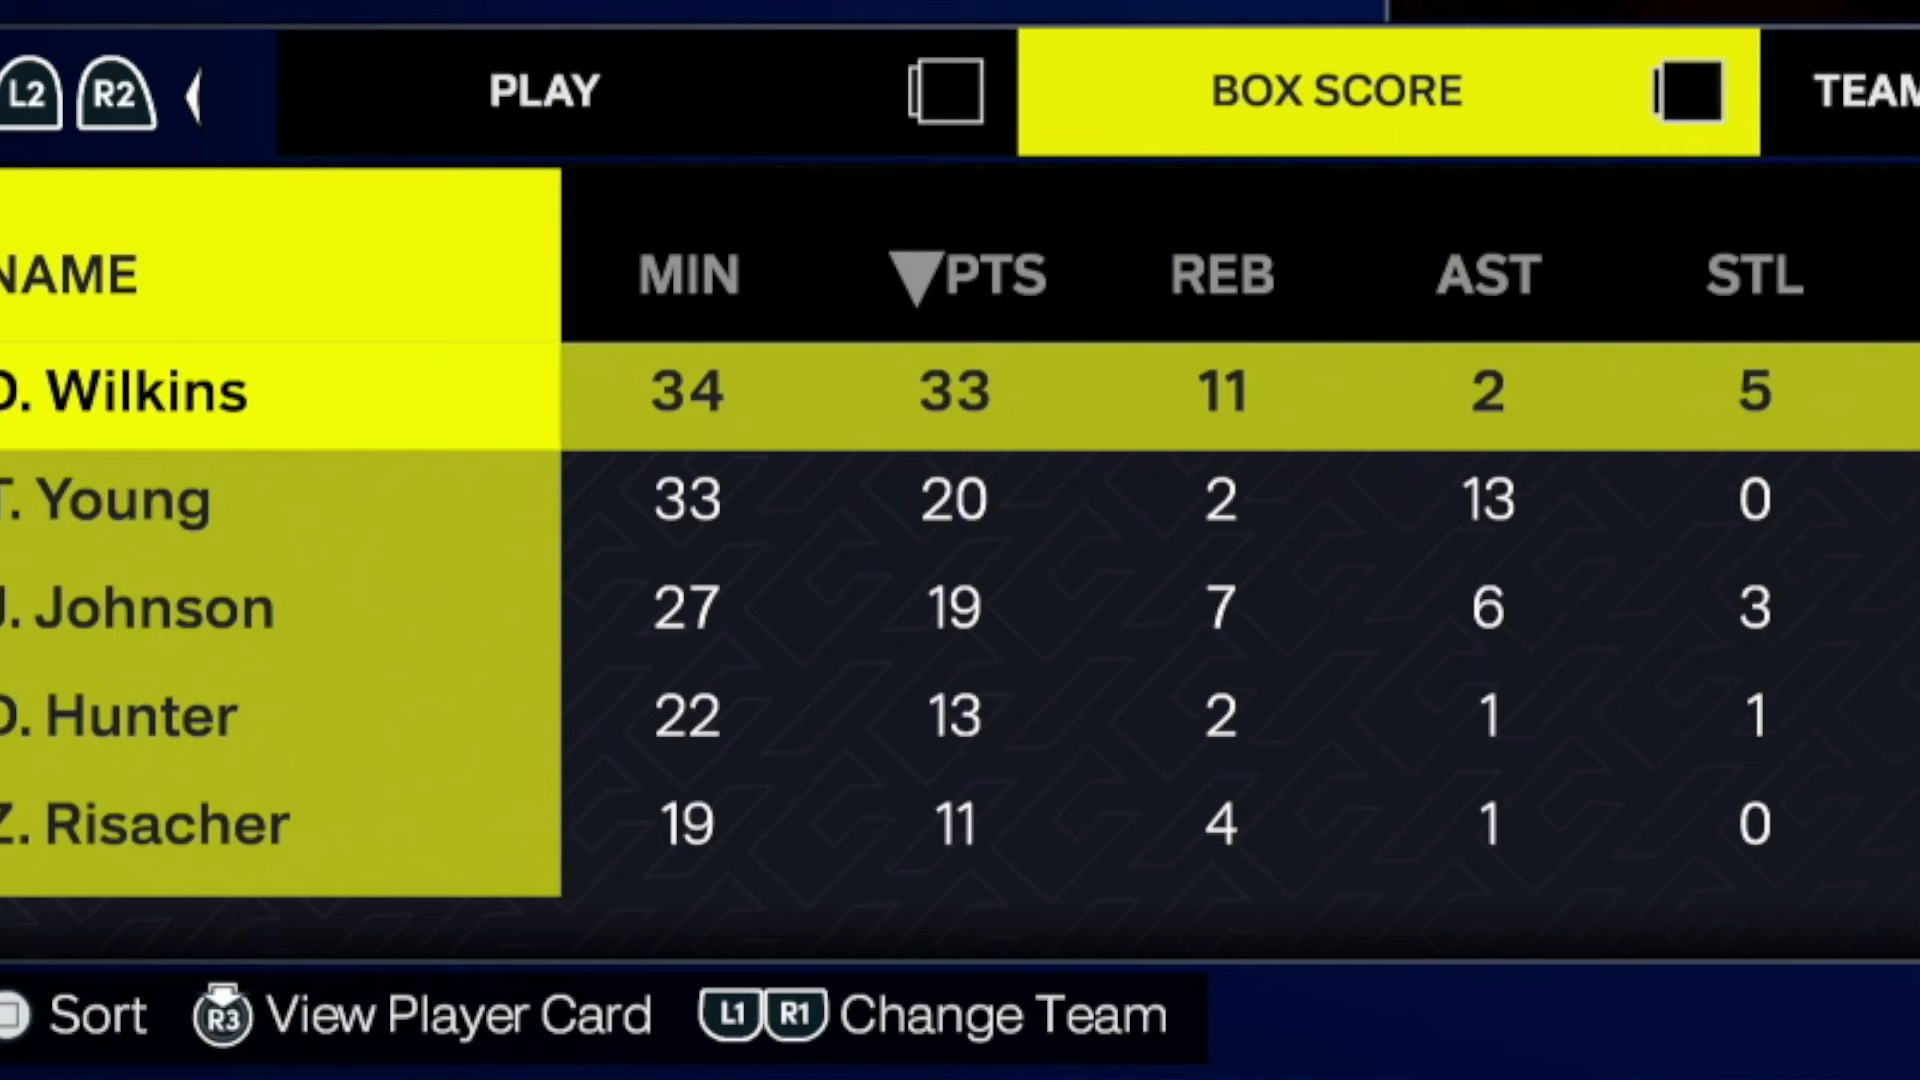 L2 R2 PLAY BOX SCORE TEAM
NAME MIN PTS REB AST STL
D. Wilkins 34 33 11 2 5
T. Young 33 20 2 13 0
J. Johnson 27 19 7 6 3
D. Hunter 22 13 2 1 1
Z. Risacher 19 11 4 1 0
Sort R3 View Player Card L1 R1 Change Team